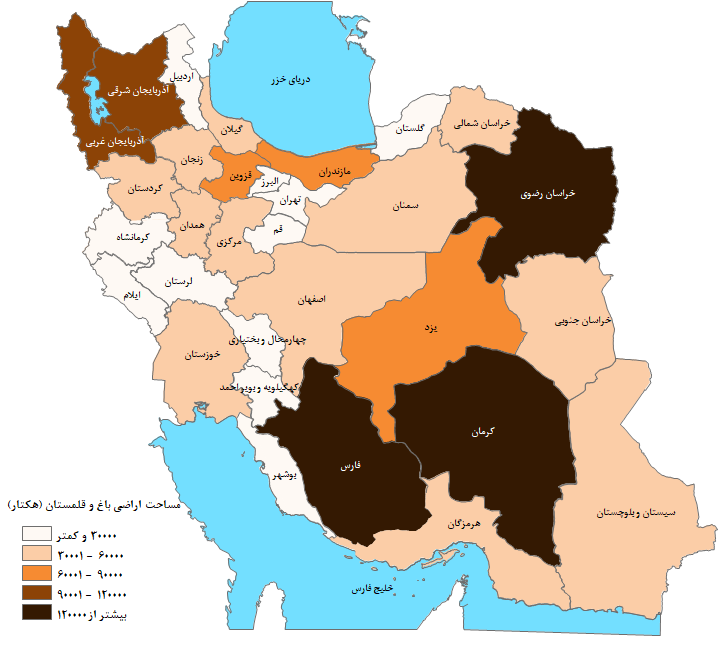 دریای خزر
اردبیل
آذربایجان شرقی
آذربایجان غربی
گیلان
گلستان
خراسان شمالی
زنجان
قزوین
البرز
مازندران
کردستان
تهران
سمنان
خراسان رضوی
همدان
مرکزی
قم
کرمانشاه
لرستان
ایلام
اصفهان
یزد
خراسان جنوبی
چهارمحال و بختیاری
خوزستان
کهگیلویه و بویراحمد
کرمان
فارس
بوشهر
سیستان و بلوچستان
هرمزگان
خلیج فارس
مساحت اراضی باغ و قلمستان (هکتار)
۳۰۰۰۰ و کمتر
۳۰۰۰۱ - ۶۰۰۰۰
۶۰۰۰۱ - ۹۰۰۰۰
۹۰۰۰۱ - ۱۲۰۰۰۰
بیشتر از ۱۲۰۰۰۰